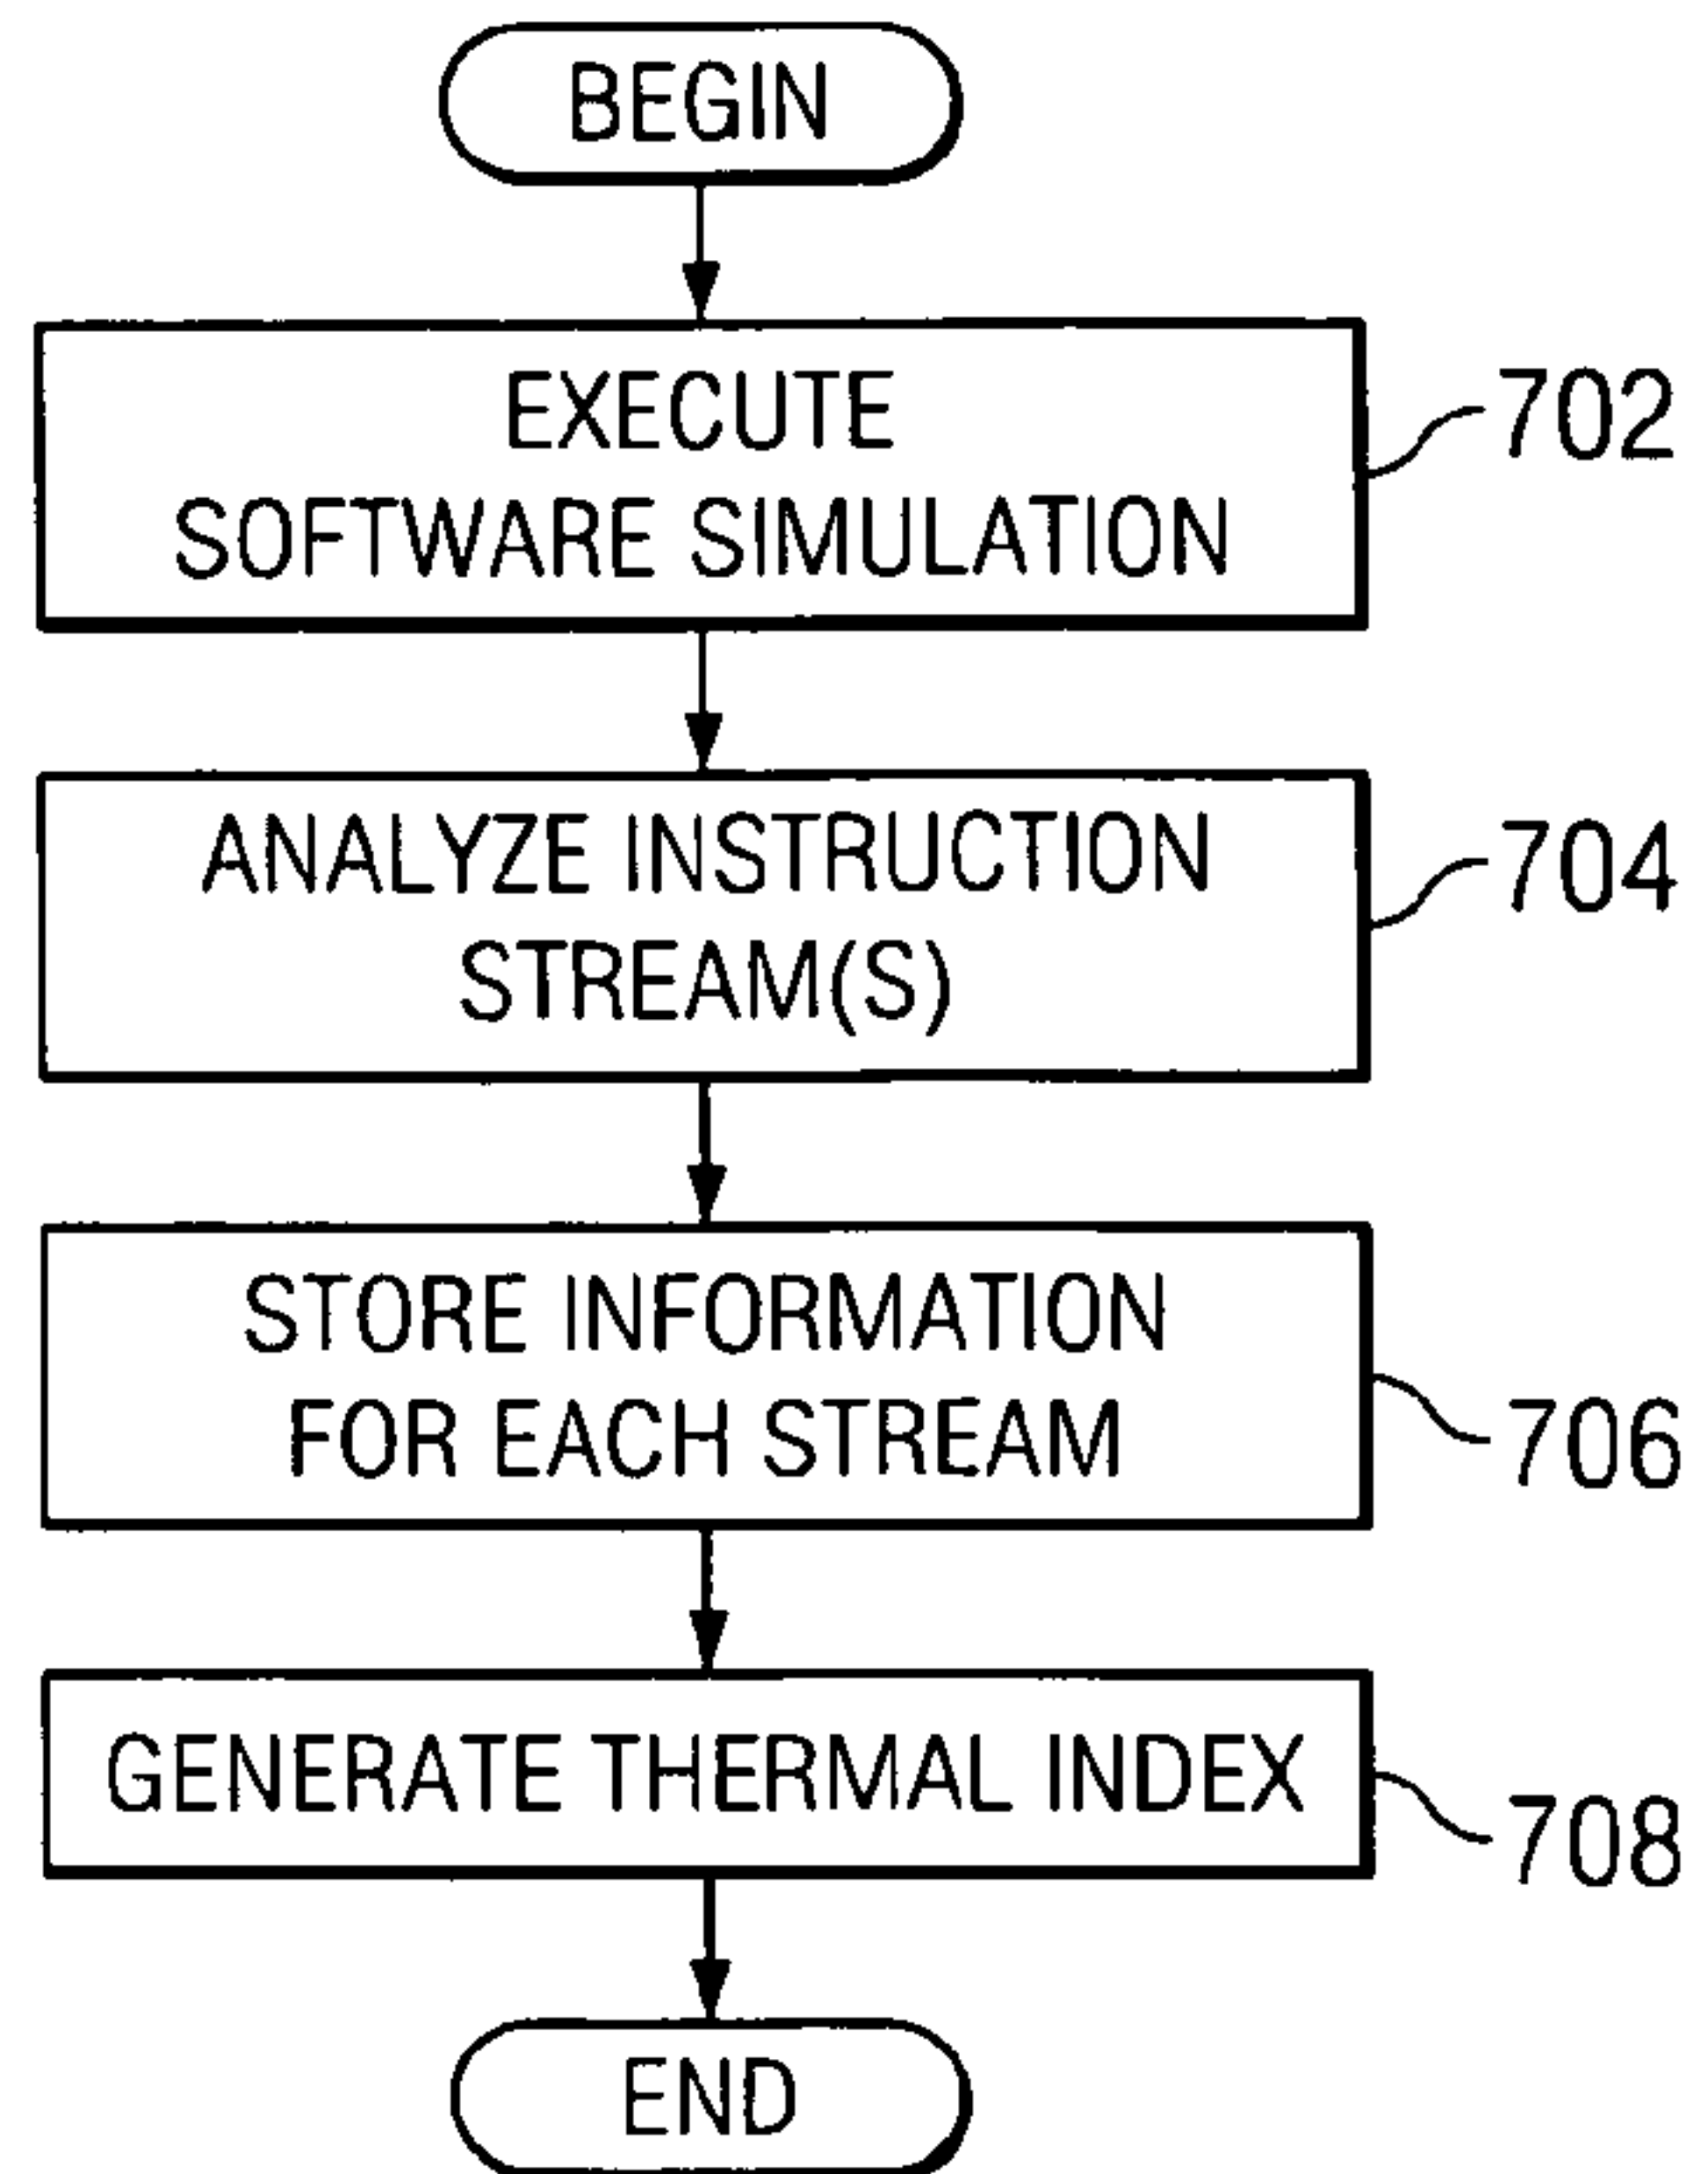 BEGIN
EXECUTE
SOFTWARE SIMULATION
702
ANALYZE INSTRUCTION
STREAM(S)
704
STORE INFORMATION
FOR EACH STREAM
706
GENERATE THERMAL INDEX
708
END